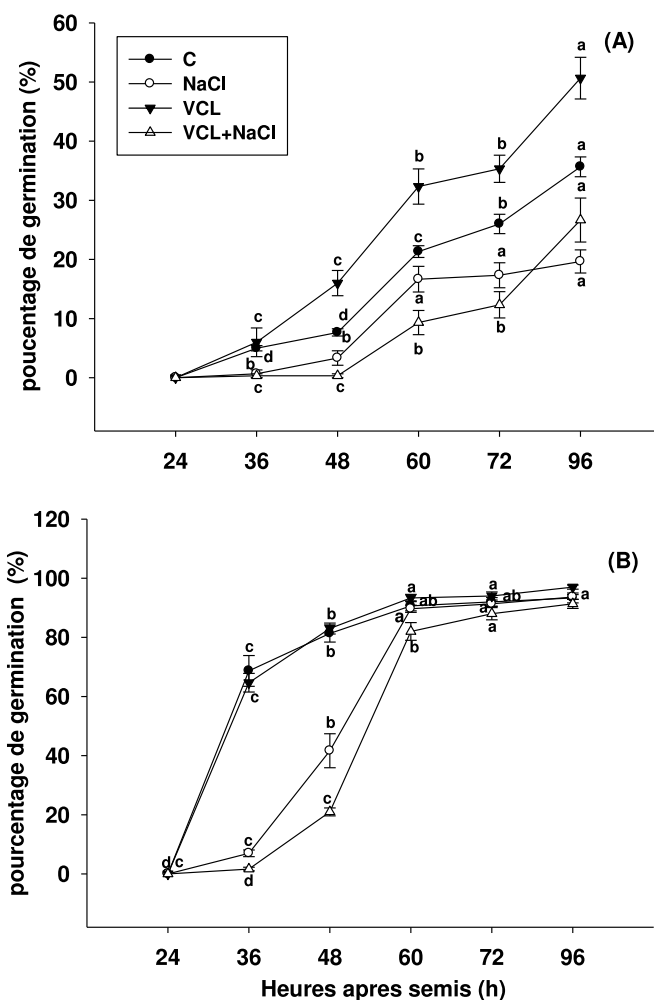 60
50
40
30
20
10
0
poucentage de germination (%)
C
NaCl
VCL
VCL+NaCl
(A)
a
b b a
c a
c b
c a
d
b a
b d
c c b b a
24 36 48 60 72 96
120
100
80
60
40
20
0
pourcentage de germination (%)
(B)
a a
ab ab a
a a
b b a
b
c
c b
c c
d c
d
24 36 48 60 72 96
Heures apres semis (h)